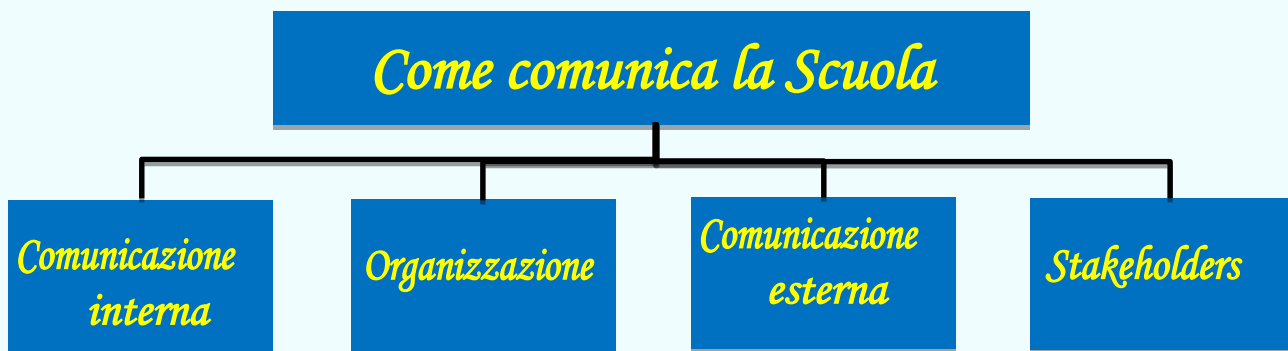 Come comunica la Scuola
Comunicazione
interna
Organizzazione
Comunicazione
esterna
Stakeholders